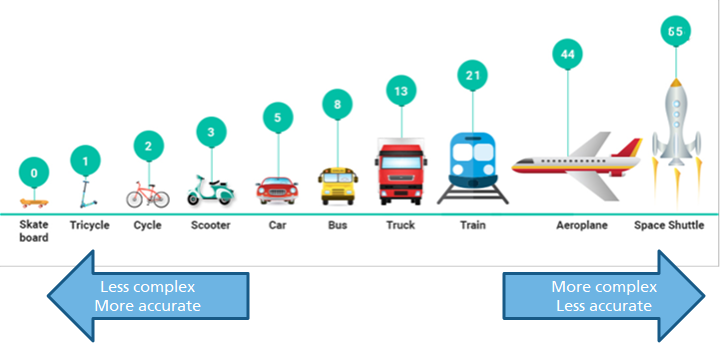 0
1
2
3
5
8
13
21
44
55
Skate
board
Tricycle
Cycle
Scooter
Car
Bus
Truck
Train
Aeroplane
Space Shuttle
Less complex
More accurate
More complex
Less accurate